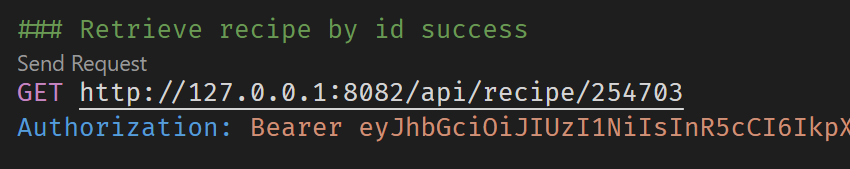 ### Retrieve recipe by id success
Send Request
GET http://127.0.0.1:8082/api/recipe/254703
Authorization: Bearer eyJhbGciOiJIUzI1NiIsInR5cCI6IkpX